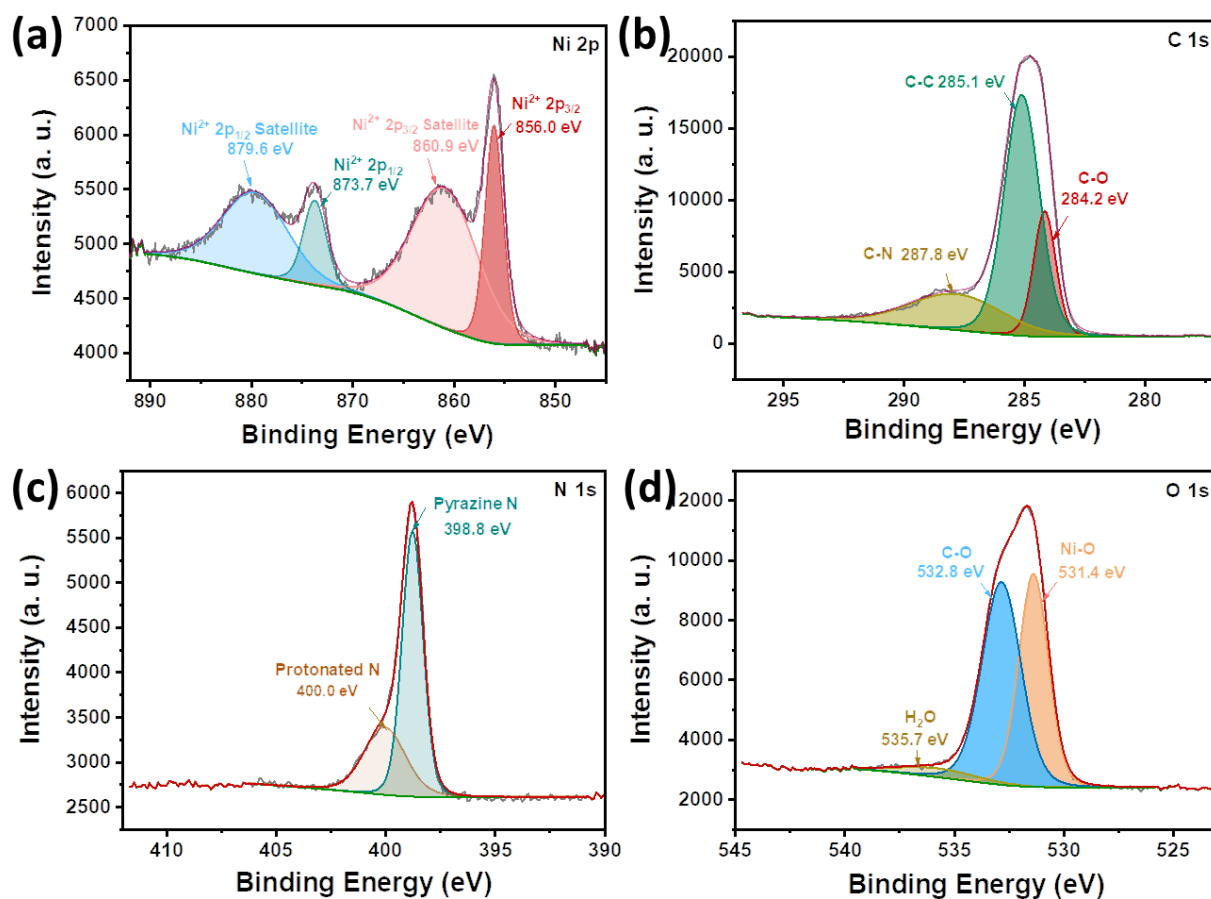 (a)
Ni 2p
Ni²⁺ 2p₃/₂
856.0 eV
Ni²⁺ 2p₁/₂ Satellite
879.6 eV
Ni²⁺ 2p₃/₂ Satellite
860.9 eV
Ni²⁺ 2p₁/₂
873.7 eV
7000
6500
6000
5500
5000
4500
4000
Intensity (a. u.)
890
880
870
860
850
Binding Energy (eV)
(b)
C 1s
C-C 285.1 eV
C-O
284.2 eV
C-N 287.8 eV
20000
15000
10000
5000
0
Intensity (a. u.)
295
290
285
280
Binding Energy (eV)
(c)
N 1s
Pyrazine N
398.8 eV
Protonated N
400.0 eV
6000
5500
5000
4500
4000
3500
3000
2500
Intensity (a. u.)
410
405
400
395
390
Binding Energy (eV)
(d)
O 1s
C-O
532.8 eV
Ni-O
531.4 eV
H₂O
535.7 eV
12000
10000
8000
6000
4000
2000
Intensity (a. u.)
545
540
535
530
525
Binding Energy (eV)